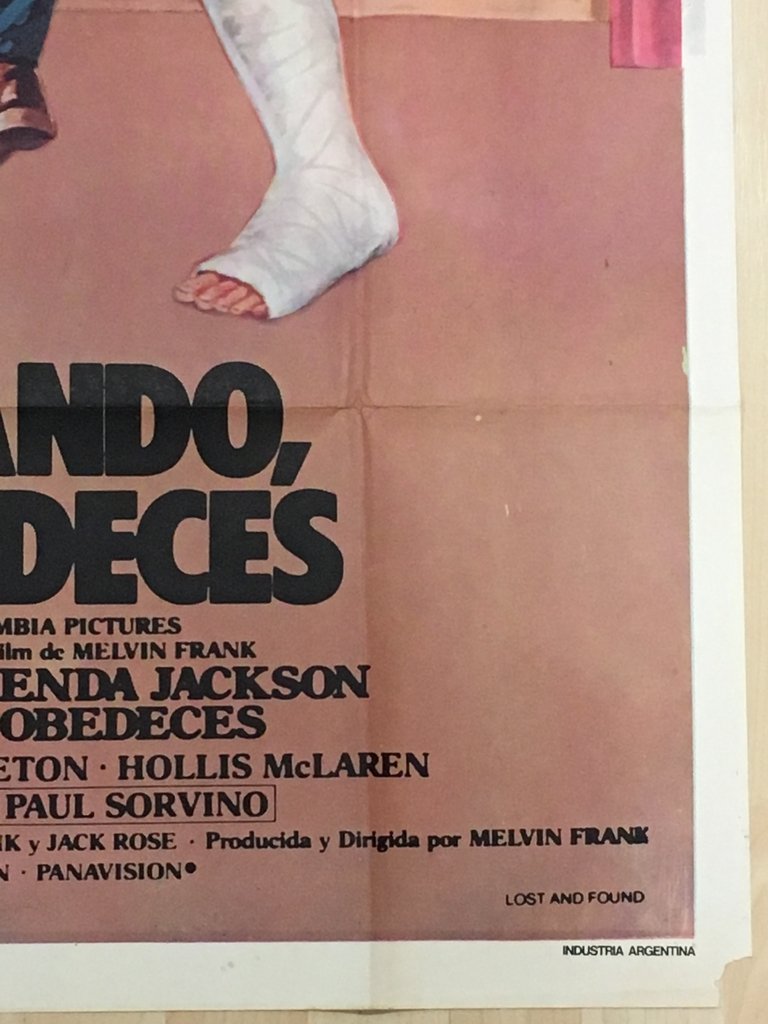 ANDO,
DECES
MBIA PICTURES
ilm de MELVIN FRANK
ENDA JACKSON
OBEDECES
ETON · HOLLIS McLAREN
PAUL SORVINO
IK y JACK ROSE · Producida y Dirigida por MELVIN FRANK
N · PANAVISION®
LOST AND FOUND
INDUSTRIA ARGENTINA